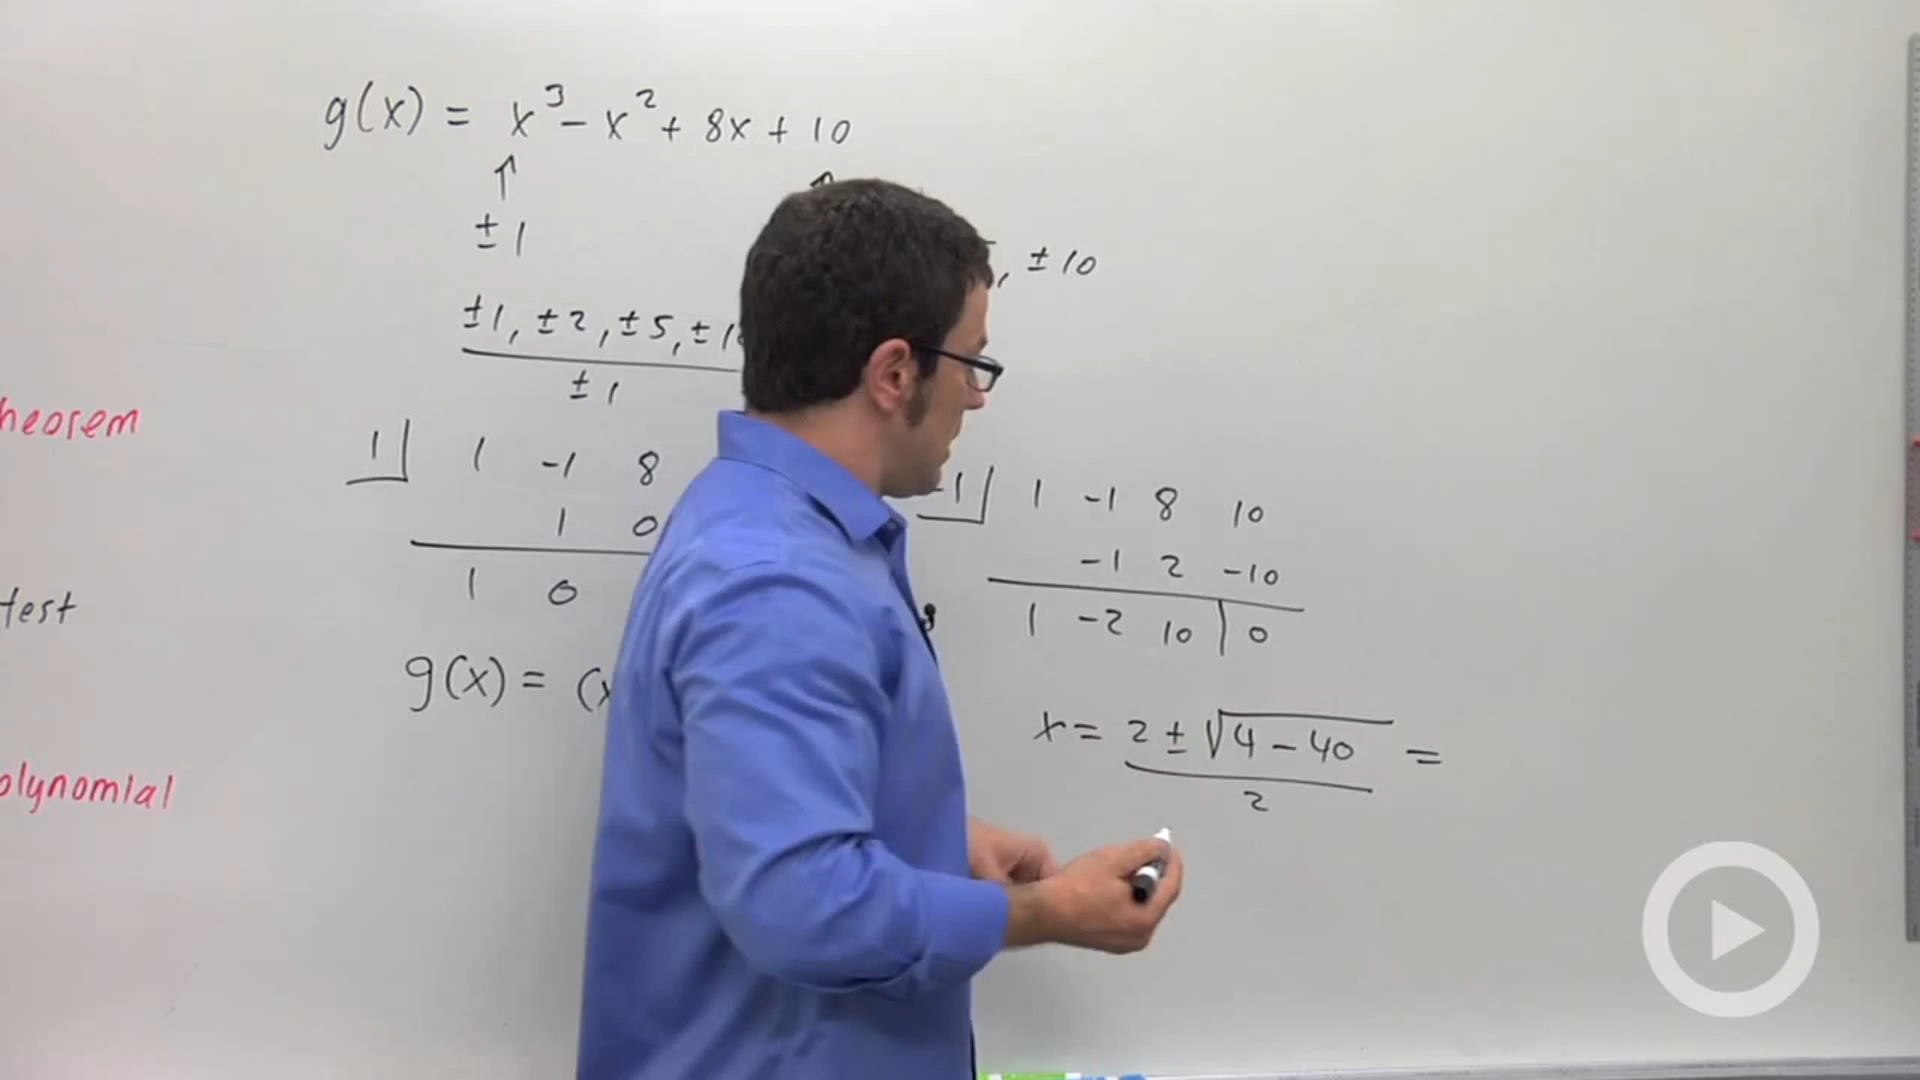 g(x) = x³ - x² + 8x + 10
↑ ↑
±1 , ±10
±1, ±2, ±5, ±1
±1
heorem
1 | 1 -1 8
1 0
1 0
-1 | 1 -1 8 10
-1 2 -10
1 -2 10 | 0
test
g(x) = (x
x = 2 ± √4 - 40 =
2
olynomial